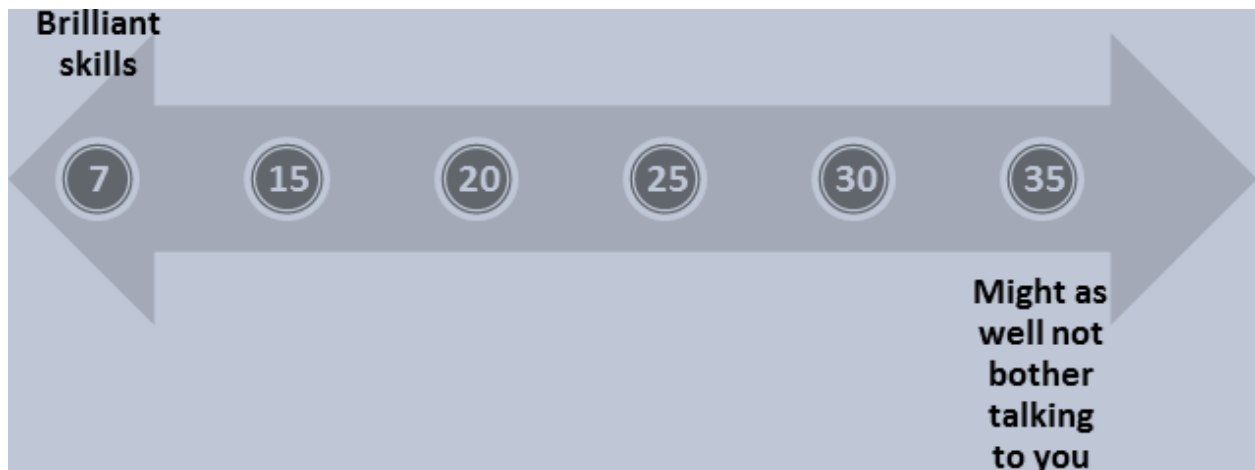 Brilliant
skills
7 15 20 25 30 35
Might as
well not
bother
talking
to you